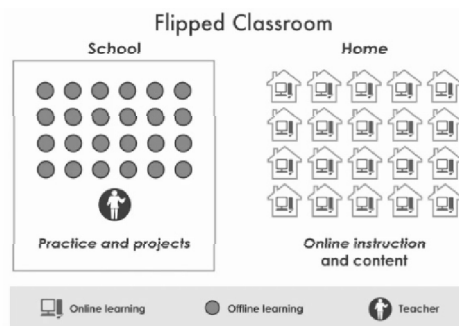 Flipped Classroom
School
Home
Practice and projects
Online instruction
and content
Online learning
Offline learning
Teacher